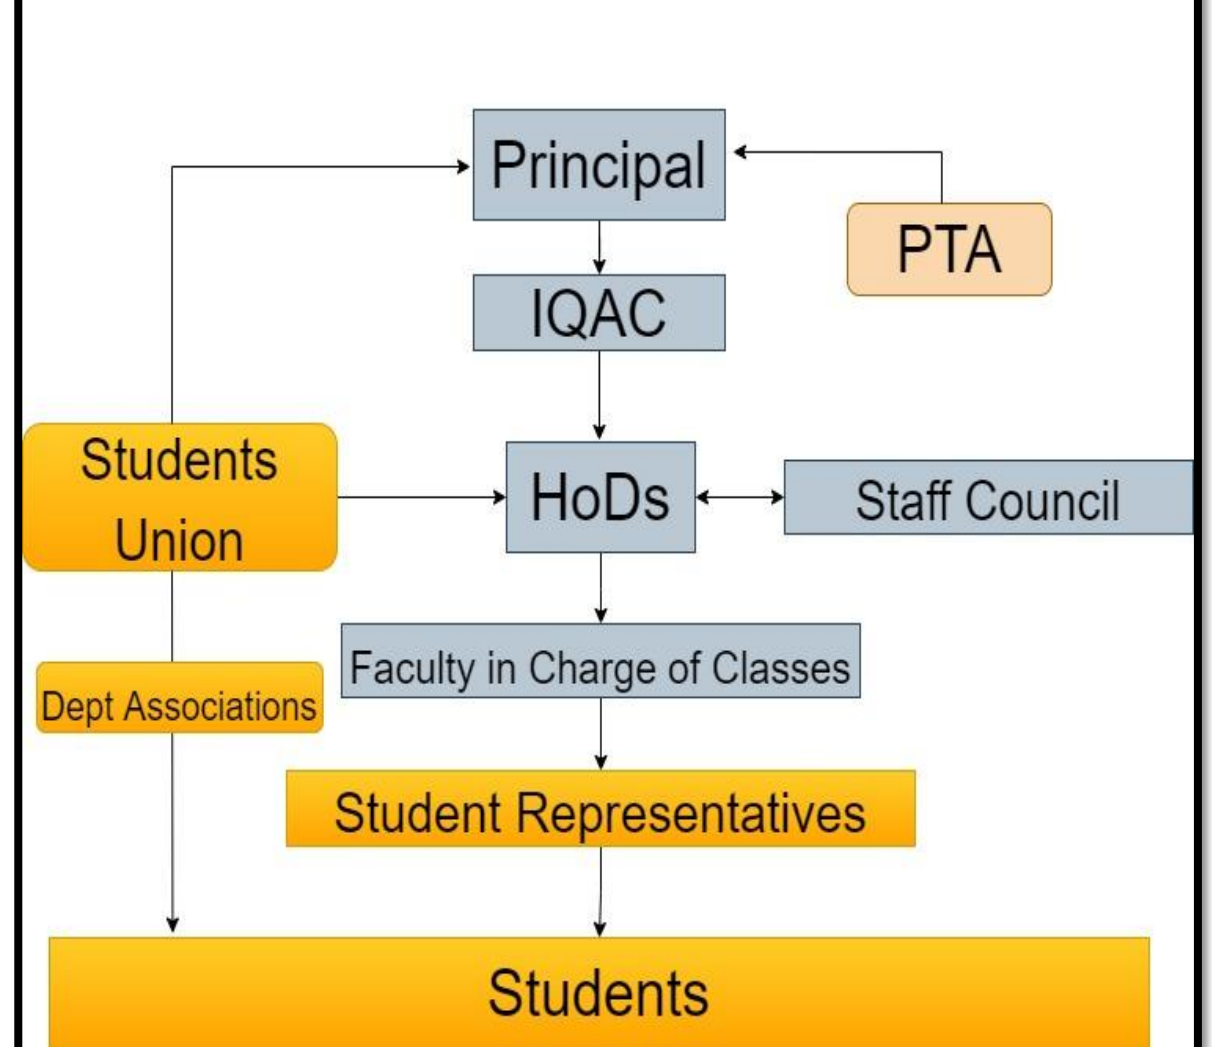 Principal
PTA
IQAC
Students
Union
HoDs
Staff Council
Faculty in Charge of Classes
Dept Associations
Student Representatives
Students